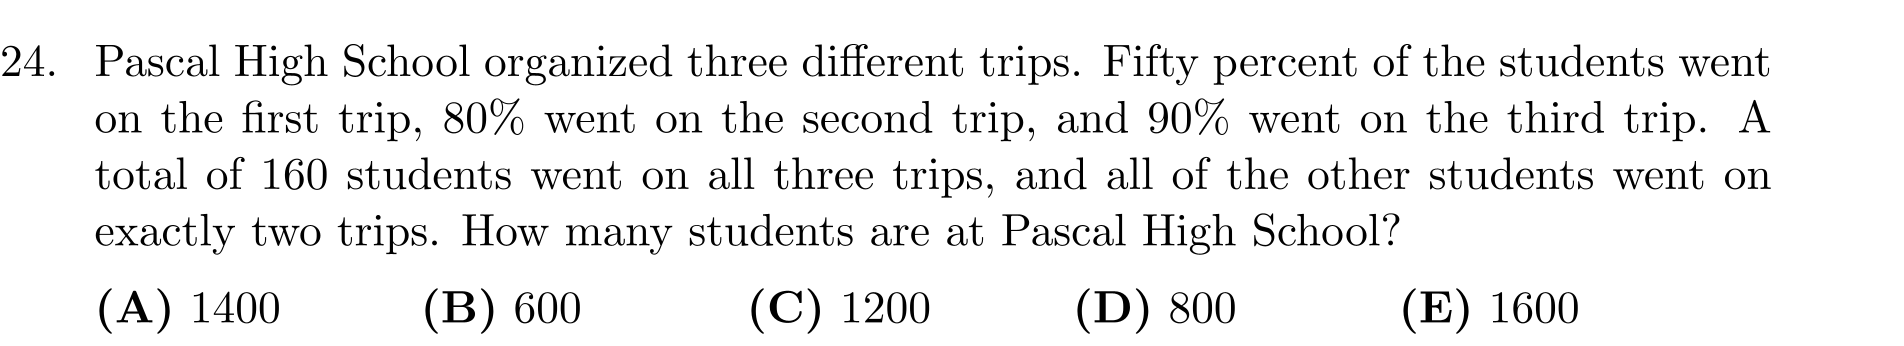 24. Pascal High School organized three different trips. Fifty percent of the students went
on the first trip, 80% went on the second trip, and 90% went on the third trip. A
total of 160 students went on all three trips, and all of the other students went on
exactly two trips. How many students are at Pascal High School?
(A) 1400 (B) 600 (C) 1200 (D) 800 (E) 1600